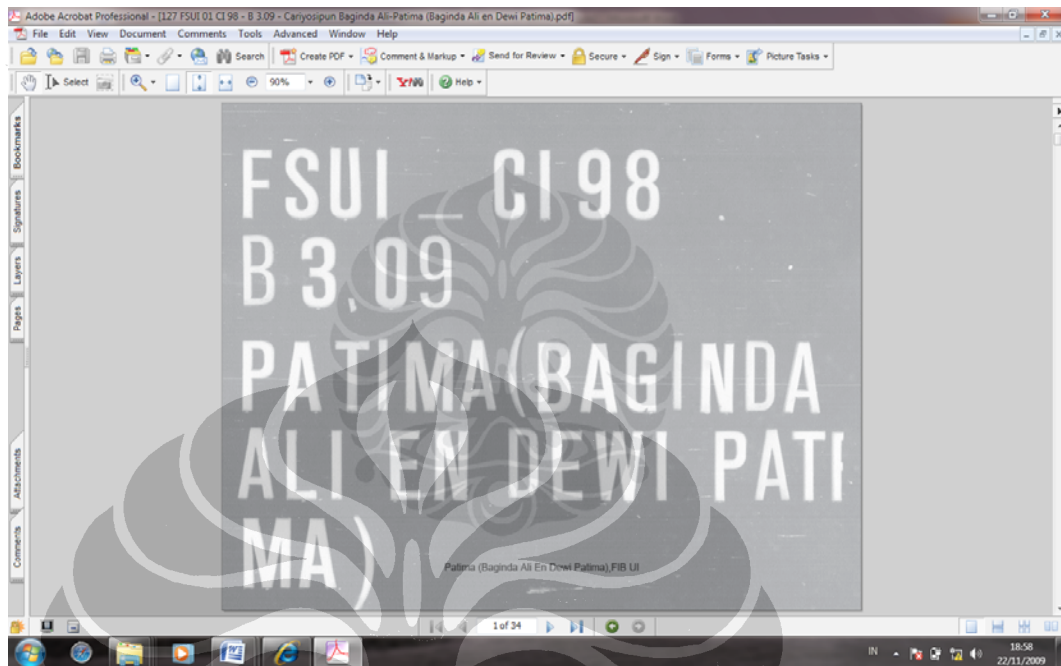 Adobe Acrobat Professional - [127 FSUI 01 CI 98 - B 3.09 - Cariyosipun Baginda Ali-Patima (Baginda Ali en Dewi Patima).pdf]
File Edit View Document Comments Tools Advanced Window Help
Search Create PDF Comment & Markup Send for Review Secure Sign Forms Picture Tasks
Select 90% Help
Bookmarks
Signatures
Layers
Pages
Attachments
Comments
FSUI _ CI 98
B 3.09
PATIMA(BAGINDA
ALI EN DEWI PATI
MA)
Patima (Baginda Ali En Dewi Patima),FIB UI
1 of 34
IN
18:58
22/11/2009